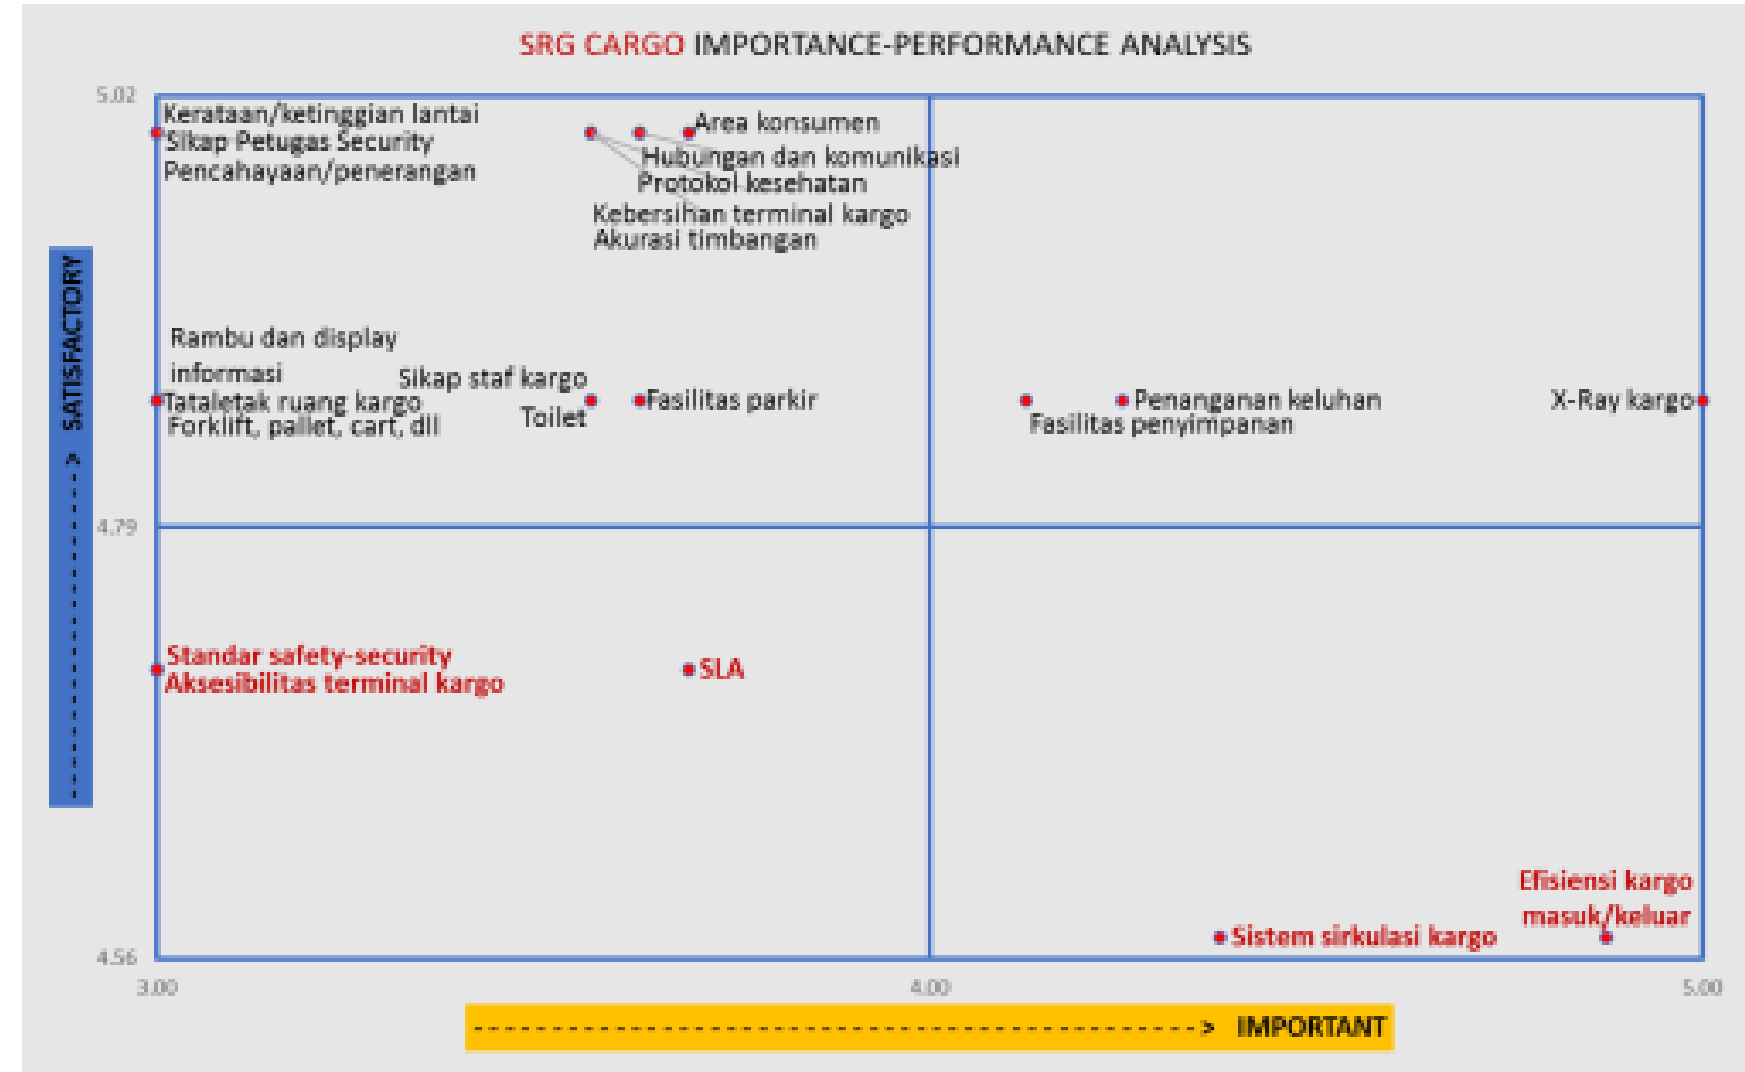 SRG CARGO IMPORTANCE-PERFORMANCE ANALYSIS
5.02
Kerataan/ketinggian lantai
Sikap Petugas Security
Pencahayaan/penerangan
Area konsumen
Hubungan dan komunikasi
Protokol kesehatan
Kebersihan terminal kargo
Akurasi timbangan
SATISFACTORY
Rambu dan display
informasi
Tataletak ruang kargo
Forklift, pallet, cart, dll
Sikap staf kargo
Toilet
Fasilitas parkir
Penanganan keluhan
Fasilitas penyimpanan
X-Ray kargo
4.79
Standar safety-security
Aksesibilitas terminal kargo
SLA
Efisiensi kargo
masuk/keluar
Sistem sirkulasi kargo
4.56
3.00
4.00
5.00
-----------------------------> IMPORTANT